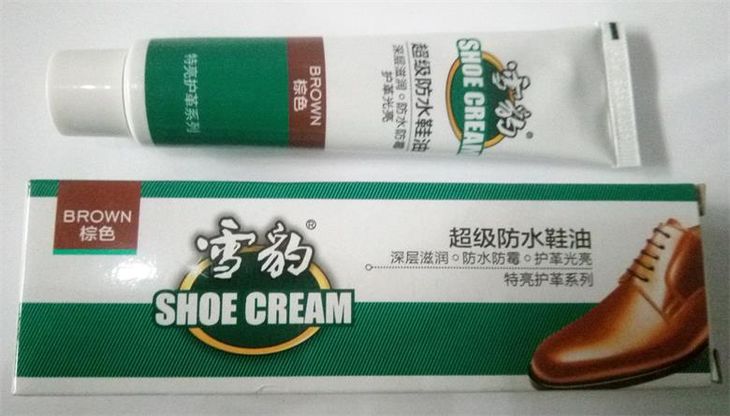 BROWN
棕色
特亮护革系列
超级防水鞋油
深层滋润○防水防霉○
护革光亮
雪豹®
SHOE CREAM
BROWN
棕色
雪豹®
SHOE CREAM
超级防水鞋油
深层滋润○防水防霉○护革光亮
特亮护革系列